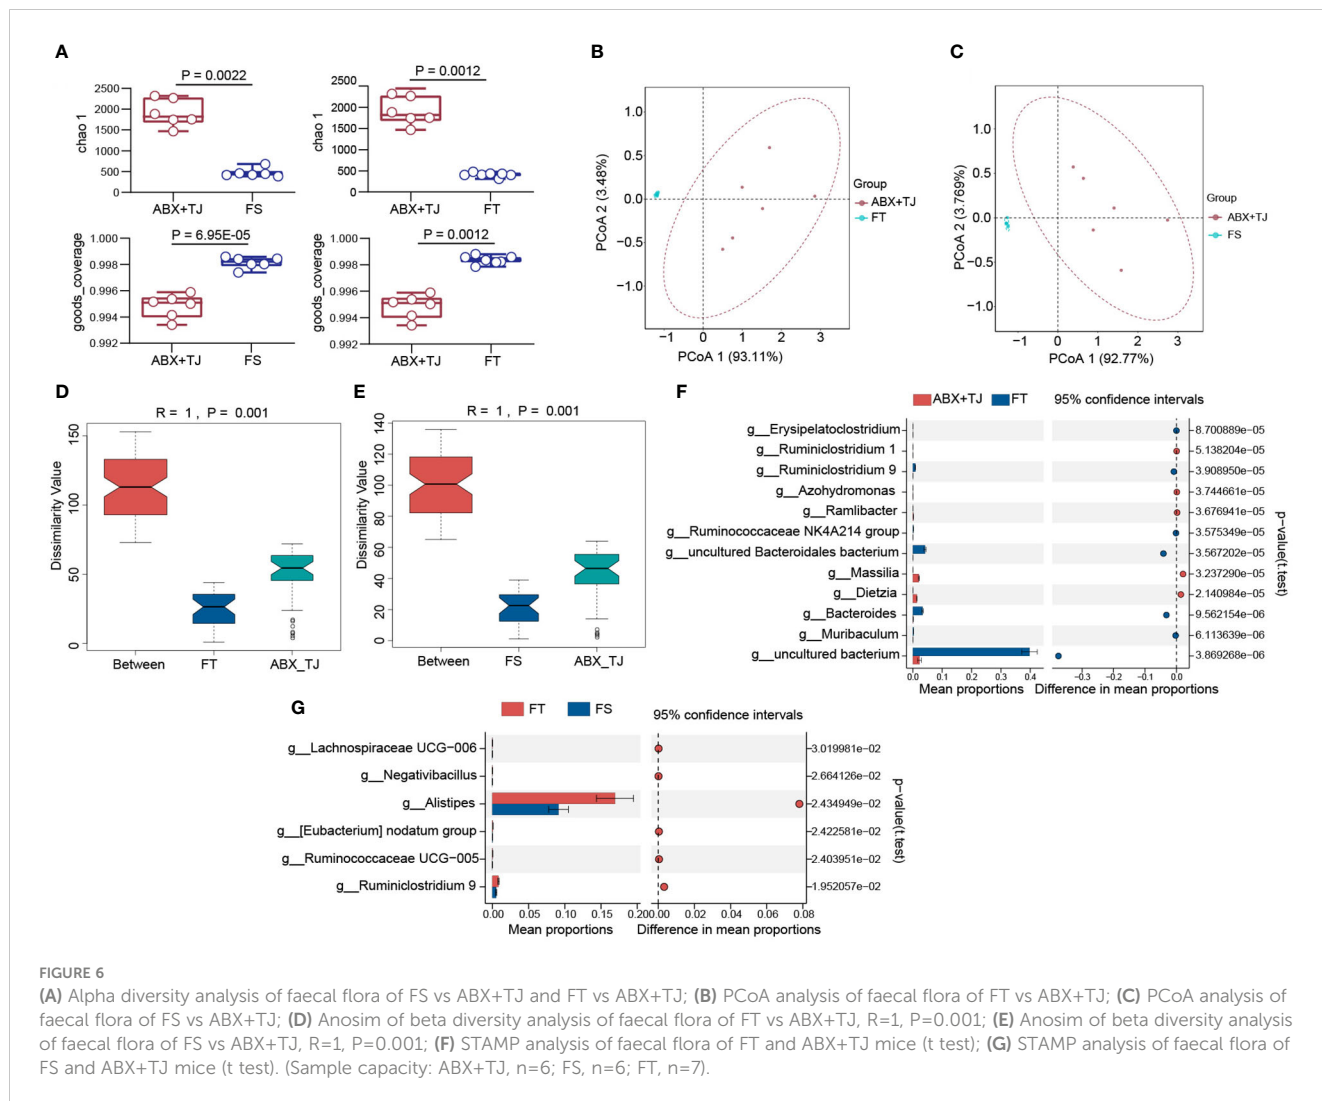 A
P = 0.0022
chao 1
2500
2000
1500
1000
500
0
ABX+TJ
FS
P = 0.0012
chao 1
2500
2000
1500
1000
500
0
ABX+TJ
FT
P = 6.95E-05
goods_coverage
1.000
0.998
0.996
0.994
0.992
ABX+TJ
FS
P = 0.0012
goods_coverage
1.000
0.998
0.996
0.994
0.992
ABX+TJ
FT
B
PCoA 2 (3.48%)
1.0
0.5
0.0
−0.5
−1.0
−1 0 1 2 3
PCoA 1 (93.11%)
Group
ABX+TJ
FT
C
PCoA 2 (3.769%)
1.0
0.5
0.0
−0.5
−1.0
−1 0 1 2 3
PCoA 1 (92.77%)
Group
ABX+TJ
FS
D
R = 1 , P = 0.001
Dissimilarity Value
150
100
50
0
Between FT ABX_TJ
E
R = 1 , P = 0.001
Dissimilarity Value
140
120
100
80
60
40
20
0
Between FS ABX_TJ
F
ABX+TJ FT 95% confidence intervals
g__Erysipelatoclostridium 8.700889e−05
g__Ruminiclostridium 1 5.138204e−05
g__Ruminiclostridium 9 3.908950e−05
g__Azohydromonas 3.744661e−05
g__Ramlibacter 3.676941e−05
g__Ruminococcaceae NK4A214 group 3.575349e−05
g__uncultured Bacteroidales bacterium 3.567202e−05
g__Massilia 3.237290e−05
g__Dietzia 2.140984e−05
g__Bacteroides 9.562154e−06
g__Muribaculum 6.113639e−06
g__uncultured bacterium 3.869268e−06
p−value(t.test)
0.0 0.1 0.2 0.3 0.4 −0.3 −0.2 −0.1 0.0
Mean proportions Difference in mean proportions
G
FT FS 95% confidence intervals
g__Lachnospiraceae UCG-006 3.019981e−02
g__Negativibacillus 2.664126e−02
g__Alistipes 2.434949e−02
g__[Eubacterium] nodatum group 2.422581e−02
g__Ruminococcaceae UCG-005 2.403951e−02
g__Ruminiclostridium 9 1.952057e−02
p−value(t.test)
0.00 0.05 0.10 0.15 0.20 0.00 0.02 0.04 0.06 0.08
Mean proportions Difference in mean proportions
FIGURE 6
(A) Alpha diversity analysis of faecal flora of FS vs ABX+TJ and FT vs ABX+TJ; (B) PCoA analysis of faecal flora of FT vs ABX+TJ; (C) PCoA analysis of
faecal flora of FS vs ABX+TJ; (D) Anosim of beta diversity analysis of faecal flora of FT vs ABX+TJ, R=1, P=0.001; (E) Anosim of beta diversity analysis
of faecal flora of FS vs ABX+TJ, R=1, P=0.001; (F) STAMP analysis of faecal flora of FT and ABX+TJ mice (t test); (G) STAMP analysis of faecal flora of
FS and ABX+TJ mice (t test). (Sample capacity: ABX+TJ, n=6; FS, n=6; FT, n=7).